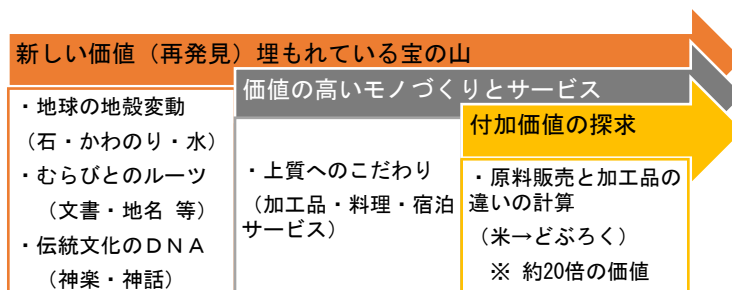 新しい価値（再発見）埋もれている宝の山
・地球の地殻変動
（石・かわのり・水）
・むらびとのルーツ
（文書・地名 等）
・伝統文化のＤＮＡ
（神楽・神話）
価値の高いモノづくりとサービス
・上質へのこだわり
（加工品・料理・宿泊
サービス）
付加価値の探求
・原料販売と加工品の
違いの計算
（米→どぶろく）
※ 約20倍の価値